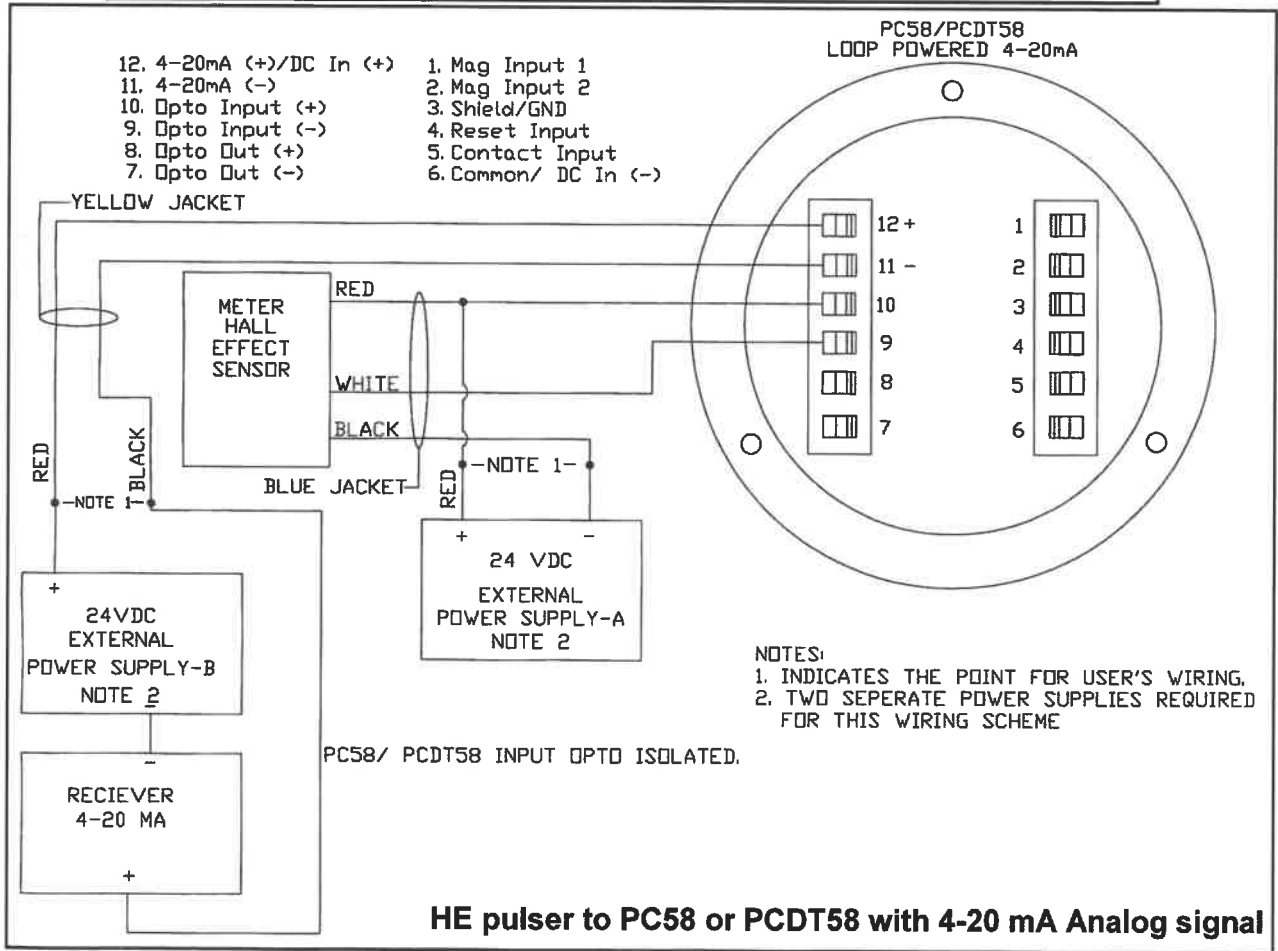 PC58/PCDT58
LOOP POWERED 4-20mA
12. 4-20mA (+)/DC In (+)
11. 4-20mA (-)
10. Opto Input (+)
9. Opto Input (-)
8. Opto Out (+)
7. Opto Out (-)
1. Mag Input 1
2. Mag Input 2
3. Shield/GND
4. Reset Input
5. Contact Input
6. Common/ DC In (-)
YELLOW JACKET
12 +
11 -
10
9
8
7
1
2
3
4
5
6
METER
HALL
EFFECT
SENSOR
RED
WHITE
BLACK
BLUE JACKET
RED
BLACK
-NOTE 1-
RED
-NOTE 1-
+ -
24 VDC
EXTERNAL
POWER SUPPLY-A
NOTE 2
+
24VDC
EXTERNAL
POWER SUPPLY-B
NOTE 2
-
RECIEVER
4-20 MA
+
PC58/ PCDT58 INPUT OPTO ISOLATED.
NOTES:
1. INDICATES THE POINT FOR USER'S WIRING.
2. TWO SEPERATE POWER SUPPLIES REQUIRED
FOR THIS WIRING SCHEME
HE pulser to PC58 or PCDT58 with 4-20 mA Analog signal